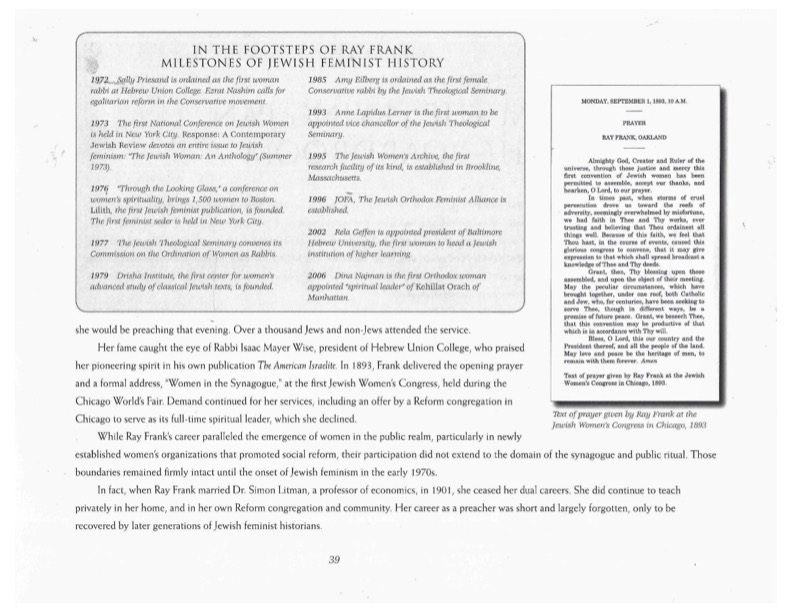 IN THE FOOTSTEPS OF RAY FRANK
MILESTONES OF JEWISH FEMINIST HISTORY
1972 Sally Priesand is ordained as the first woman
rabbi at Hebrew Union College. Ezrat Nashim calls for
egalitarian reform in the Conservative movement.
1973 The first National Conference on Jewish Women
is held in New York City. Response: A Contemporary
Jewish Review devotes an entire issue to Jewish
feminism: "The Jewish Woman: An Anthology" (Summer
1973).
1976 "Through the Looking Glass," a conference on
women's spirituality, brings 1,500 women to Boston.
Lilith, the first Jewish feminist publication, is founded.
The first feminist seder is held in New York City.
1977 The Jewish Theological Seminary convenes its
Commission on the Ordination of Women as Rabbis.
1979 Drisha Institute, the first center for women's
advanced study of classical Jewish texts, is founded.
1985 Amy Eilberg is ordained as the first female
Conservative rabbi by the Jewish Theological Seminary.
1993 Anne Lapidus Lerner is the first woman to be
appointed vice chancellor of the Jewish Theological
Seminary.
1995 The Jewish Women's Archive, the first
research facility of its kind, is established in Brookline,
Massachusetts.
1996 JOFA, The Jewish Orthodox Feminist Alliance is
established.
2002 Rela Geffen is appointed president of Baltimore
Hebrew University, the first woman to head a Jewish
institution of higher learning.
2006 Dina Najman is the first Orthodox woman
appointed "spiritual leader" of Kehillat Orach of
Manhattan.
MONDAY, SEPTEMBER 1, 1893, 10 A.M.
PRAYER
RAY FRANK, OAKLAND
Almighty God, Creator and Ruler of the
universe, through those justice and mercy this
first convention of Jewish women has been
permitted to assemble, accept our thanks, and
hearken, O Lord, to our prayer.
In times past, when storms of cruel
persecution drove us toward the reefs of
adversity, seemingly overwhelmed by misfortune,
we had faith in Thee and Thy works, ever
trusting and believing that Thou ordainest all
things well. Because of this faith, we feel that
Thou hast, in the course of events, caused this
glorious congress to convene, that it may give
expression to that which shall spread broadcast a
knowledge of Thee and Thy deeds.
Grant, then, Thy blessing upon those
assembled, and upon the object of their meeting.
May the peculiar circumstances, which have
brought together, under one roof, both Catholic
and Jew, who, for centuries, have been seeking to
serve Thee, though in different ways, be a
promise of future peace. Grant, we beseech Thee,
that this convention may be productive of that
which is in accordance with Thy will.
Bless, O Lord, this our country and the
President thereof, and all the people of the land.
May love and peace be the heritage of men, to
remain with them forever. Amen
Text of prayer given by Ray Frank at the Jewish
Women's Congress in Chicago, 1893.
Text of prayer given by Ray Frank at the
Jewish Women's Congress in Chicago, 1893
she would be preaching that evening. Over a thousand Jews and non-Jews attended the service.
Her fame caught the eye of Rabbi Isaac Mayer Wise, president of Hebrew Union College, who praised
her pioneering spirit in his own publication The American Israelite. In 1893, Frank delivered the opening prayer
and a formal address, "Women in the Synagogue," at the first Jewish Women's Congress, held during the
Chicago World's Fair. Demand continued for her services, including an offer by a Reform congregation in
Chicago to serve as its full-time spiritual leader, which she declined.
While Ray Frank's career paralleled the emergence of women in the public realm, particularly in newly
established women's organizations that promoted social reform, their participation did not extend to the domain of the synagogue and public ritual. Those
boundaries remained firmly intact until the onset of Jewish feminism in the early 1970s.
In fact, when Ray Frank married Dr. Simon Litman, a professor of economics, in 1901, she ceased her dual careers. She did continue to teach
privately in her home, and in her own Reform congregation and community. Her career as a preacher was short and largely forgotten, only to be
recovered by later generations of Jewish feminist historians.
39